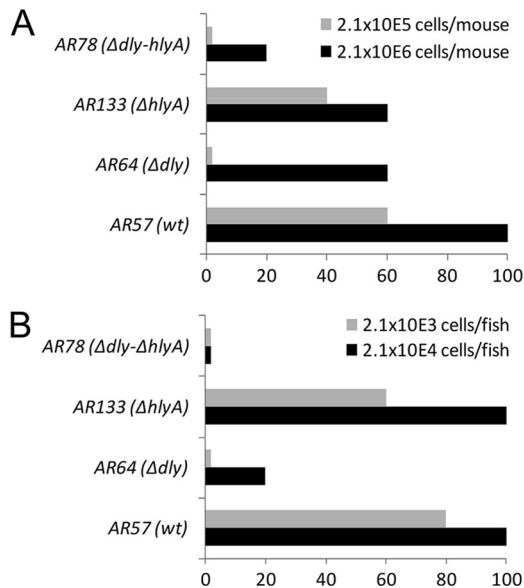 A
2.1x10E5 cells/mouse
2.1x10E6 cells/mouse
AR78 (Δdly-hlyA)
AR133 (ΔhlyA)
AR64 (Δdly)
AR57 (wt)
0 20 40 60 80 100
B
2.1x10E3 cells/fish
2.1x10E4 cells/fish
AR78 (Δdly-ΔhlyA)
AR133 (ΔhlyA)
AR64 (Δdly)
AR57 (wt)
0 20 40 60 80 100